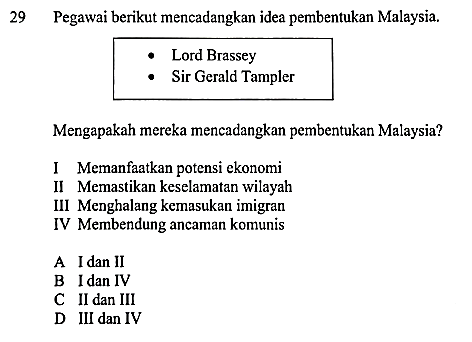 29 Pegawai berikut mencadangkan idea pembentukan Malaysia.
• Lord Brassey
• Sir Gerald Tampler
Mengapakah mereka mencadangkan pembentukan Malaysia?
I Memanfaatkan potensi ekonomi
II Memastikan keselamatan wilayah
III Menghalang kemasukan imigran
IV Membendung ancaman komunis
A I dan II
B I dan IV
C II dan III
D III dan IV